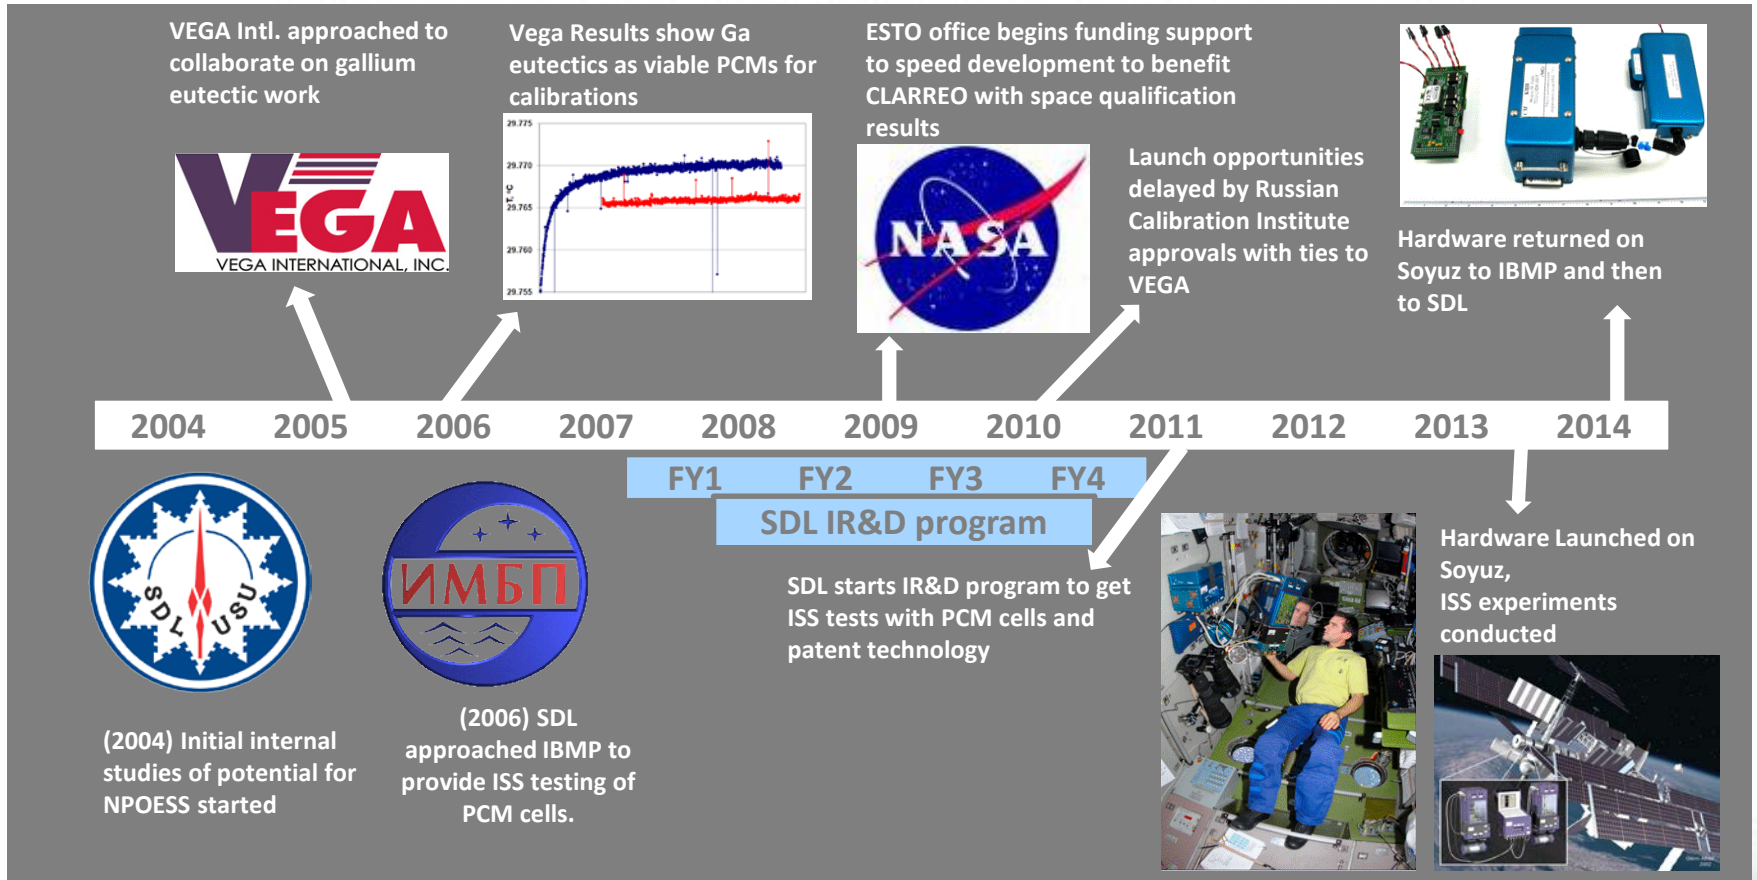 VEGA Intl. approached to
collaborate on gallium
eutectic work
VEGA
VEGA INTERNATIONAL, INC.
Vega Results show Ga
eutectics as viable PCMs for
calibrations
29.775
29.770
29.765
29.760
29.755
T, °C
ESTO office begins funding support
to speed development to benefit
CLARREO with space qualification
results
NASA
Launch opportunities
delayed by Russian
Calibration Institute
approvals with ties to
VEGA
Hardware returned on
Soyuz to IBMP and then
to SDL
2004 2005 2006 2007 2008 2009 2010 2011 2012 2013 2014
FY1 FY2 FY3 FY4
SDL IR&D program
SDL USU
(2004) Initial internal
studies of potential for
NPOESS started
ИМБП
(2006) SDL
approached IBMP to
provide ISS testing of
PCM cells.
SDL starts IR&D program to get
ISS tests with PCM cells and
patent technology
Hardware Launched on
Soyuz,
ISS experiments
conducted